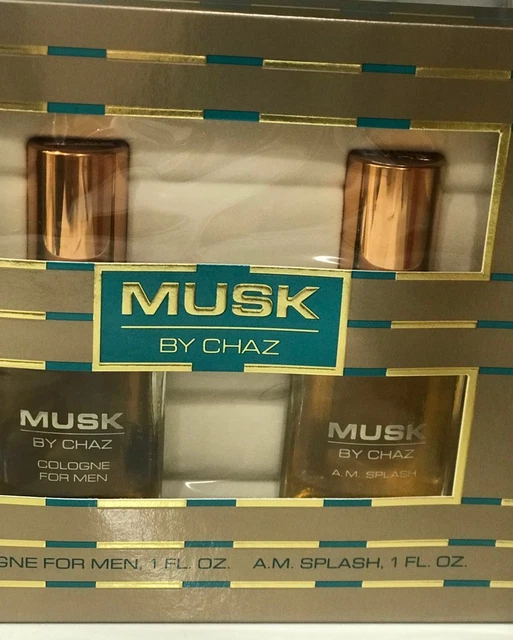 MUSK
BY CHAZ
MUSK
BY CHAZ
COLOGNE
FOR MEN
MUSK
BY CHAZ
A.M. SPLASH
FOR MEN, 1 FL. OZ. A.M. SPLASH, 1 FL. OZ.